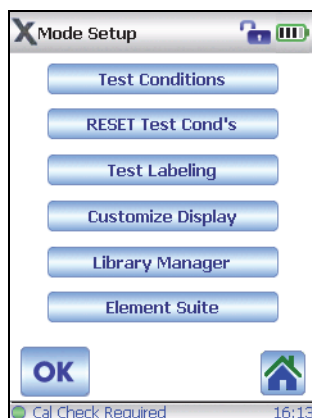 X Mode Setup
Test Conditions
RESET Test Cond's
Test Labeling
Customize Display
Library Manager
Element Suite
OK
Cal Check Required 16:13